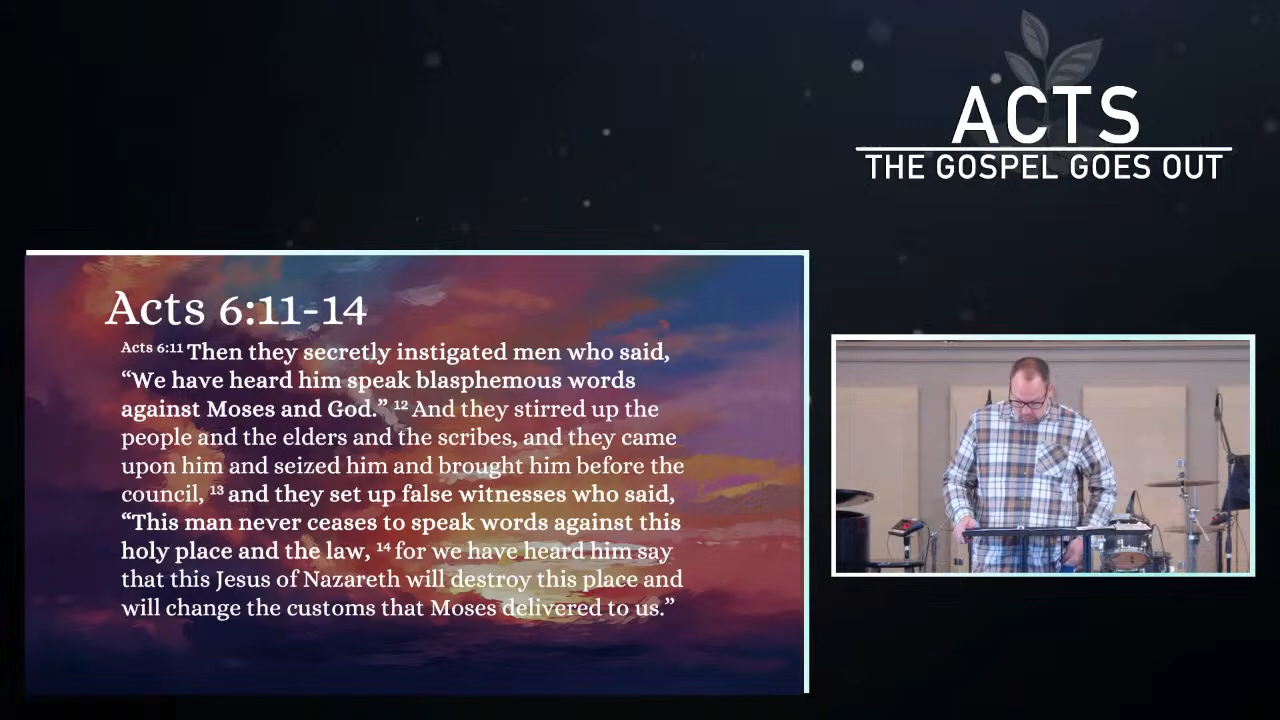 ACTS
THE GOSPEL GOES OUT
Acts 6:11-14
Acts 6:11 Then they secretly instigated men who said,
“We have heard him speak blasphemous words
against Moses and God.” 12 And they stirred up the
people and the elders and the scribes, and they came
upon him and seized him and brought him before the
council, 13 and they set up false witnesses who said,
“This man never ceases to speak words against this
holy place and the law, 14 for we have heard him say
that this Jesus of Nazareth will destroy this place and
will change the customs that Moses delivered to us.”